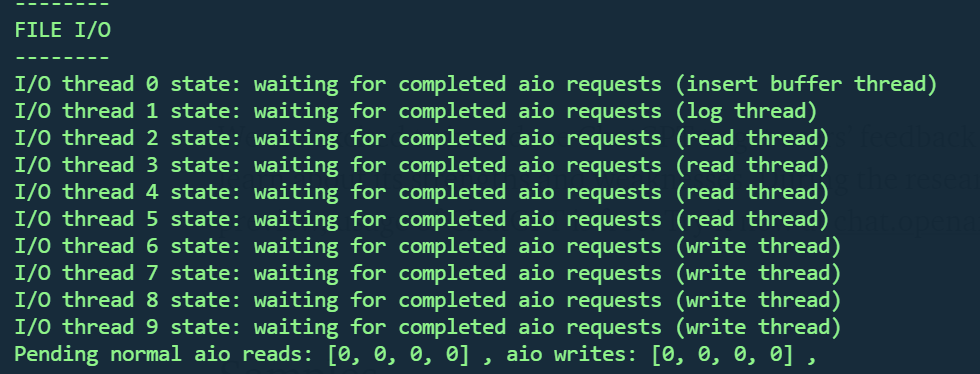 --------
FILE I/O
--------
I/O thread 0 state: waiting for completed aio requests (insert buffer thread)
I/O thread 1 state: waiting for completed aio requests (log thread)
I/O thread 2 state: waiting for completed aio requests (read thread)
feedback
I/O thread 3 state: waiting for completed aio requests (read thread)
I/O thread 4 state: waiting for completed aio requests (read thread)
I/O thread 5 state: waiting for completed aio requests (read thread)
I/O thread 6 state: waiting for completed aio requests (write thread)
I/O thread 7 state: waiting for completed aio requests (write thread)
I/O thread 8 state: waiting for completed aio requests (write thread)
I/O thread 9 state: waiting for completed aio requests (write thread)
Pending normal aio reads: [0, 0, 0, 0] , aio writes: [0, 0, 0, 0] ,